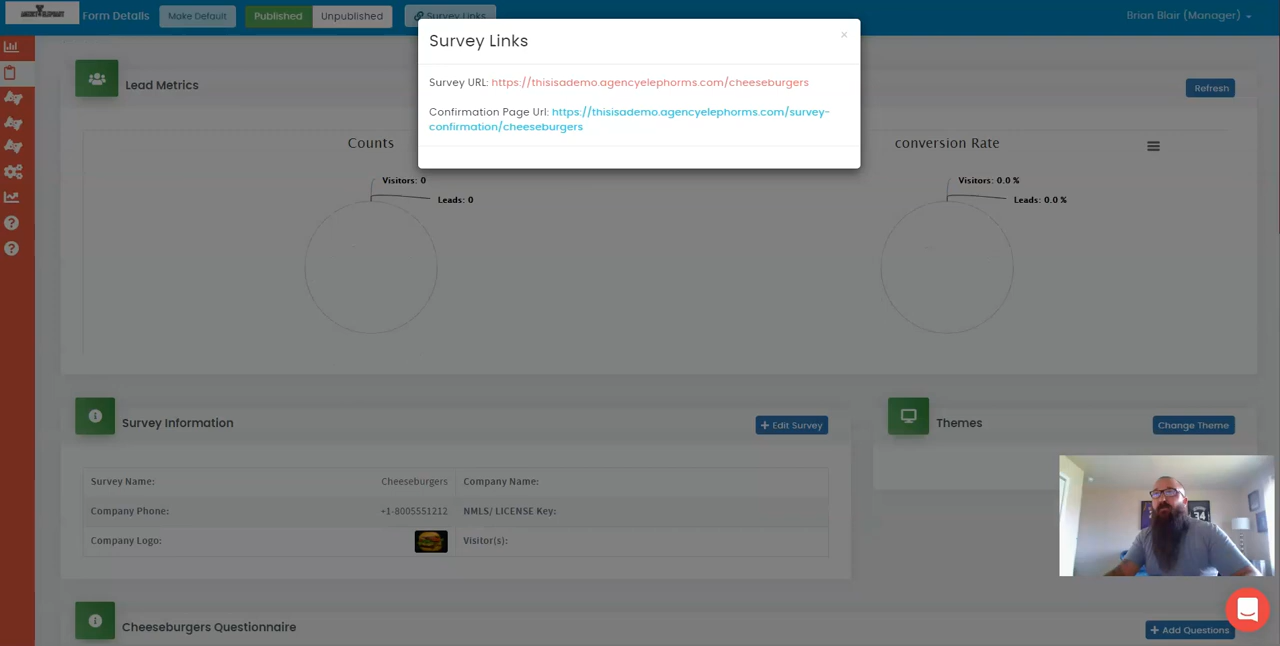 Form Details
Make Default
Published
Unpublished
Survey Links
Brian Blair (Manager)
Survey Links
×
Survey URL: https://thisisademo.agencyelephorms.com/cheeseburgers
Confirmation Page Url: https://thisisademo.agencyelephorms.com/survey-
confirmation/cheeseburgers
Lead Metrics
Refresh
Counts
conversion Rate
Visitors: 0
Leads: 0
Visitors: 0.0 %
Leads: 0.0 %
Survey Information
+ Edit Survey
Themes
Change Theme
Survey Name: Cheeseburgers
Company Name:
Company Phone: +1-8005551212
NMLS/ LICENSE Key:
Company Logo:
Visitor(s):
34
Cheeseburgers Questionnaire
+ Add Questions